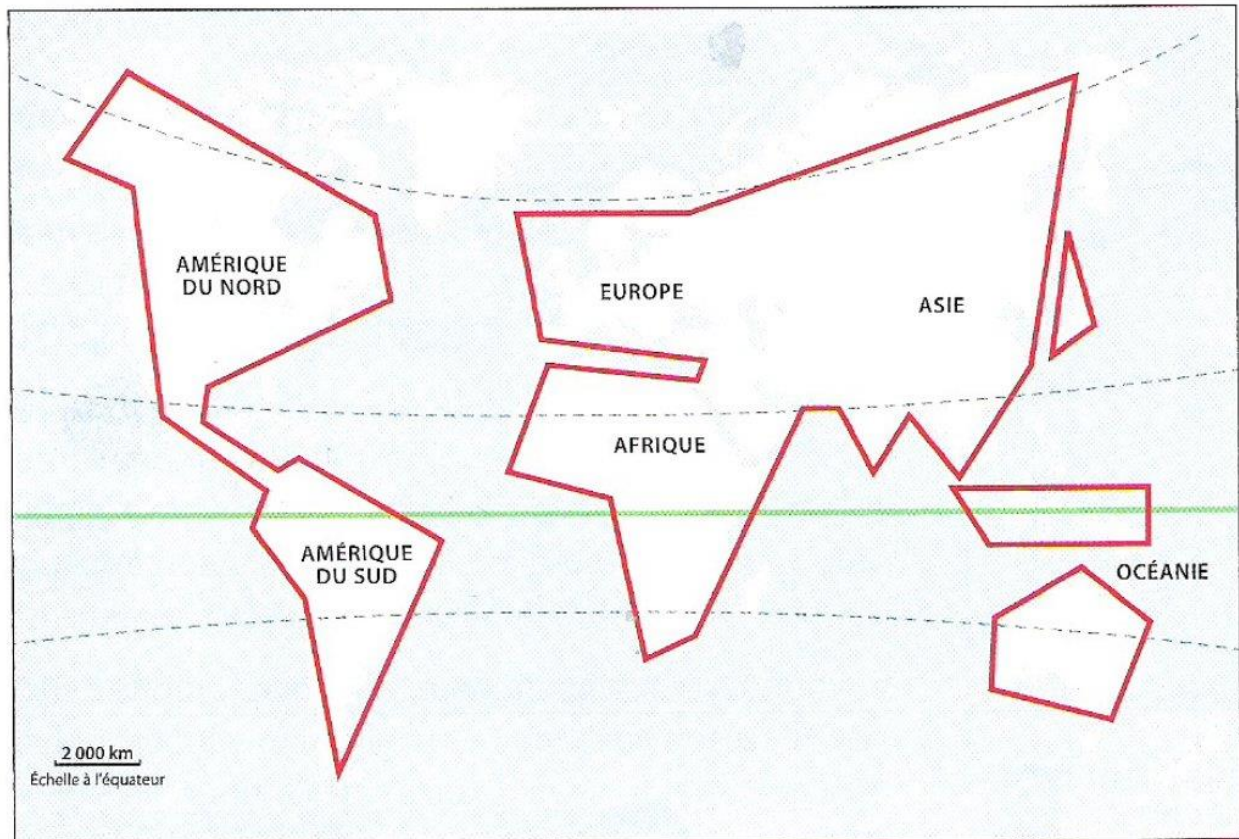 AMÉRIQUE
DU NORD
EUROPE
ASIE
AFRIQUE
AMÉRIQUE
DU SUD
OCÉANIE
2 000 km
Échelle à l'équateur